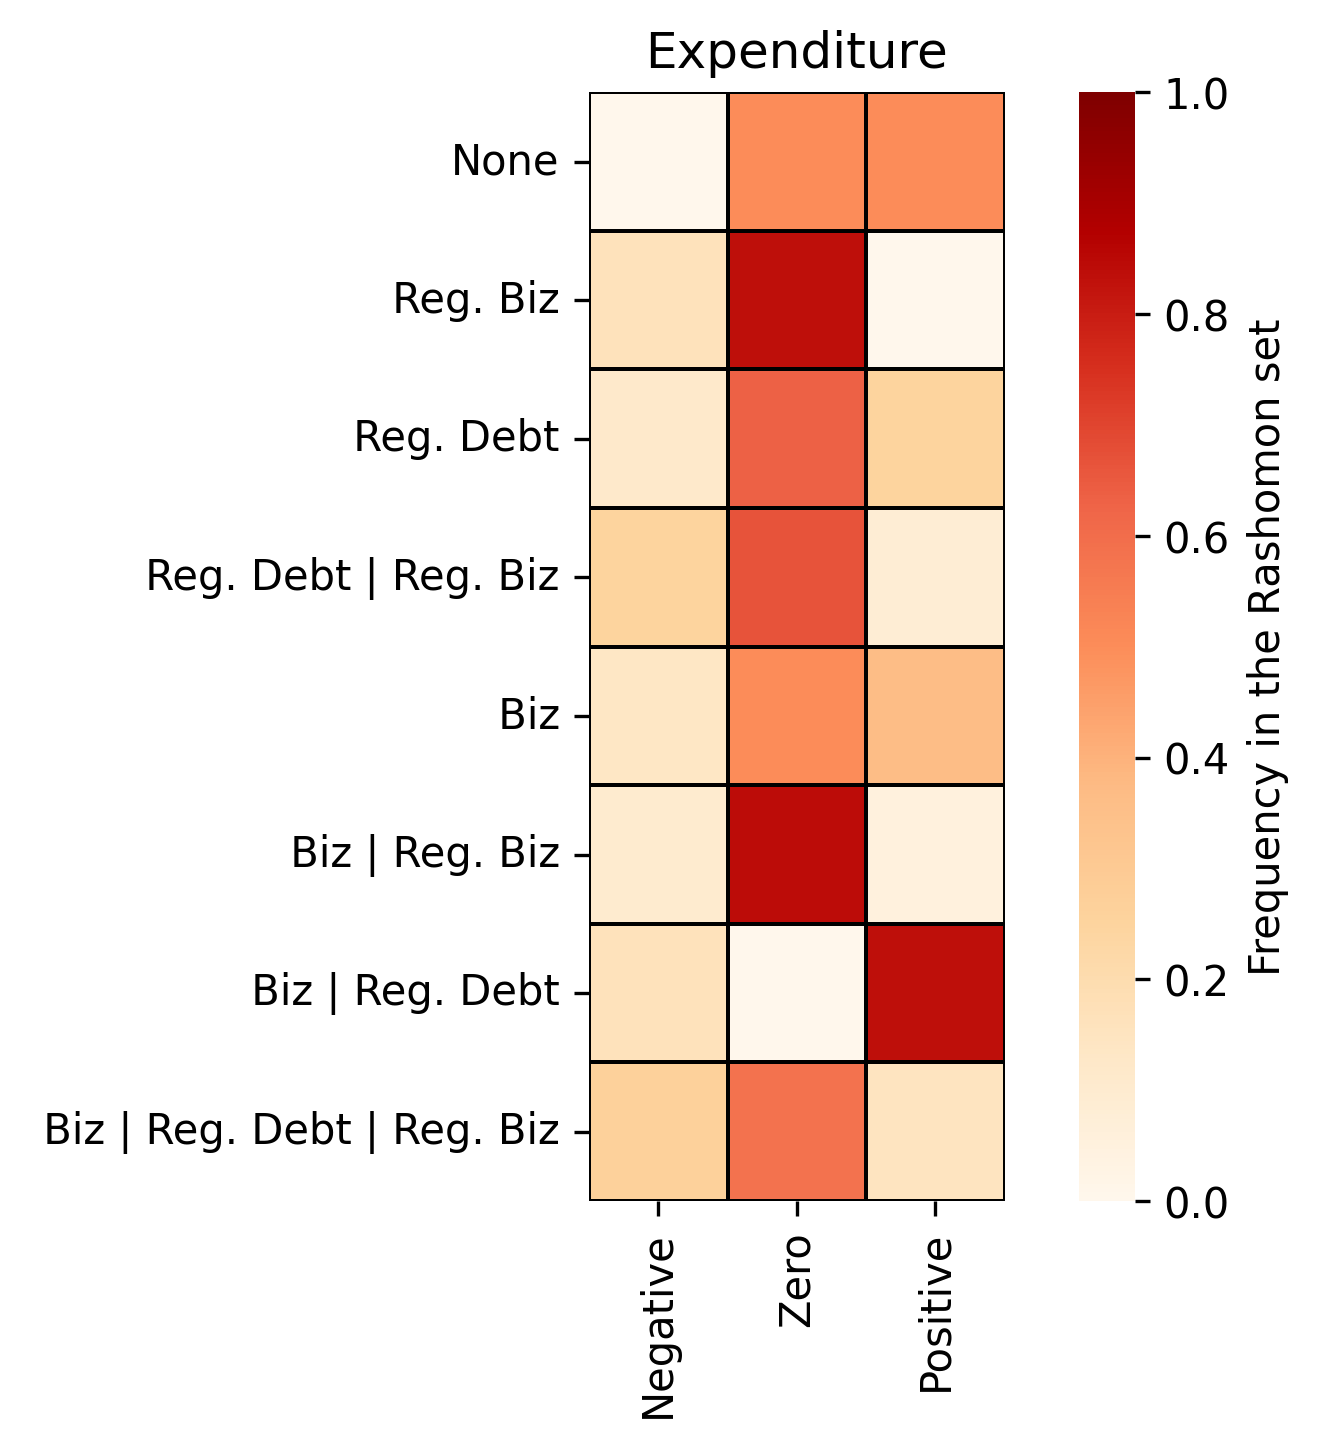 Expenditure
None
Reg. Biz
Reg. Debt
Reg. Debt | Reg. Biz
Biz
Biz | Reg. Biz
Biz | Reg. Debt
Biz | Reg. Debt | Reg. Biz
Negative
Zero
Positive
1.0
0.8
0.6
0.4
0.2
0.0
Frequency in the Rashomon set